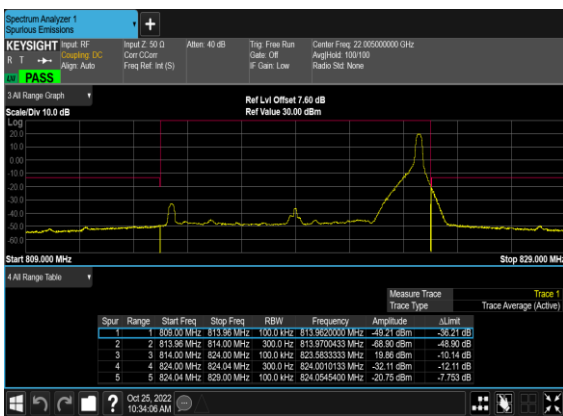 Spectrum Analyzer 1
Spurious Emissions
+
KEYSIGHT Input: RF Input Z: 50 Ω Atten: 40 dB Trig: Free Run Center Freq: 22.005000000 GHz
R T Coupling: DC Corr CCorr Gate: Off Avg|Hold: 100/100
Align: Auto Freq Ref: Int (S) IF Gain: Low Radio Std: None
PASS
3 All Range Graph
Ref Lvl Offset 7.60 dB
Scale/Div 10.0 dB Ref Value 30.00 dBm
Log
20.0
10.0
0.00
-10.0
-20.0
-30.0
-40.0
-50.0
-60.0
Start 809.000 MHz Stop 829.000 MHz
4 All Range Table
Measure Trace Trace 1
Trace Type Trace Average (Active)
Spur Range Start Freq Stop Freq RBW Frequency Amplitude ΔLimit
1 1 809.00 MHz 813.96 MHz 100.0 kHz 813.9620000 MHz -49.21 dBm -36.21 dB
2 2 813.96 MHz 814.00 MHz 300.0 Hz 813.9700433 MHz -68.90 dBm -48.90 dB
3 3 814.00 MHz 824.00 MHz 100.0 kHz 823.5833333 MHz 19.86 dBm -10.14 dB
4 4 824.00 MHz 824.04 MHz 300.0 Hz 824.0010133 MHz -32.11 dBm -12.11 dB
5 5 824.04 MHz 829.00 MHz 100.0 kHz 824.0545400 MHz -20.75 dBm -7.753 dB
?
Oct 25, 2022
10:34:06 AM